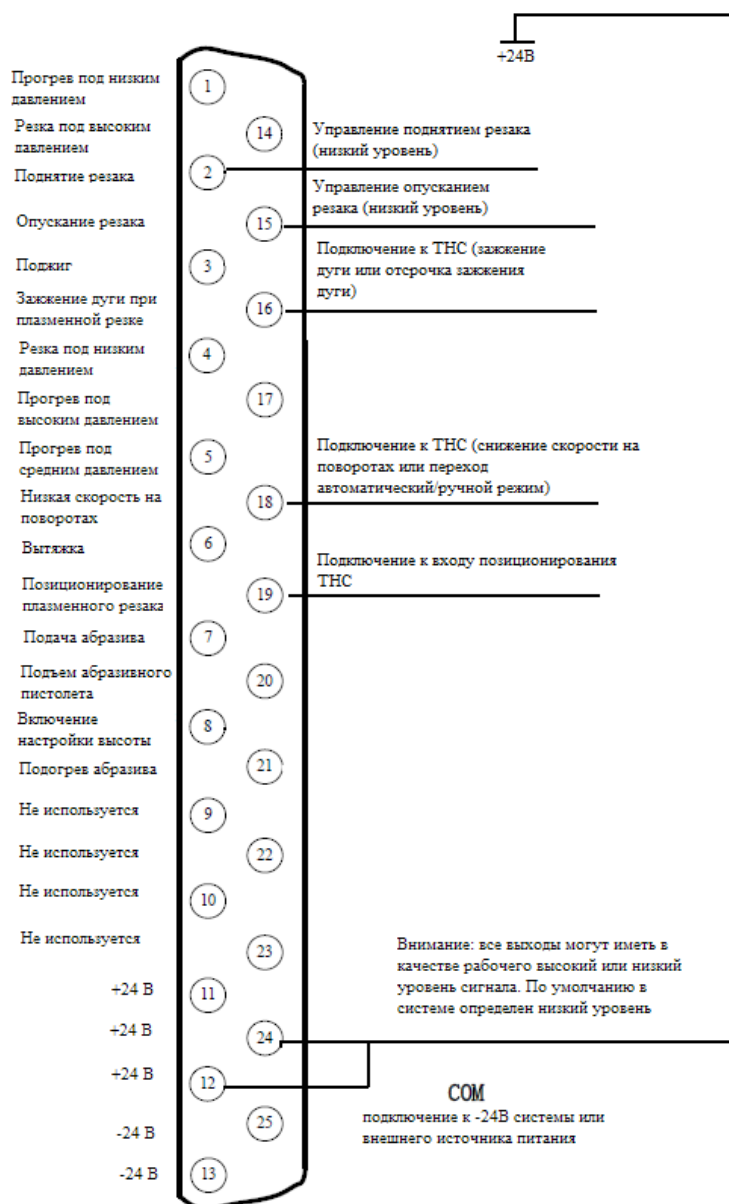 +24В
Прогрев под низким
давлением
1
Резка под высоким
давлением
14
Управление поднятием резака
(низкий уровень)
Поднятие резака
2
Управление опусканием
резака (низкий уровень)
Опускание резака
15
Подключение к ТНС (зажжение
дуги или отсрочка зажжения
дуги)
Поджиг
3
Зажжение дуги при
плазменной резке
16
Резка под низким
давлением
4
Прогрев под
высоким давлением
17
Прогрев под
средним давлением
5
Подключение к ТНС (снижение скорости на
поворотах или переход
автоматический/ручной режим)
Низкая скорость на
поворотах
18
Вытяжка
6
Подключение к входу позиционирования
ТНС
Позиционирование
плазменного резака
19
Подача абразива
7
Подъем абразивного
пистолета
20
Включение
настройки высоты
8
Подогрев абразива
21
Не используется
9
Не используется
22
Не используется
10
Не используется
23
Внимание: все выходы могут иметь в
качестве рабочего высокий или низкий
уровень сигнала. По умолчанию в
системе определен низкий уровень
+24 В
11
+24 В
24
+24 В
12
COM
подключение к -24В системы или
внешнего источника питания
-24 В
25
-24 В
13